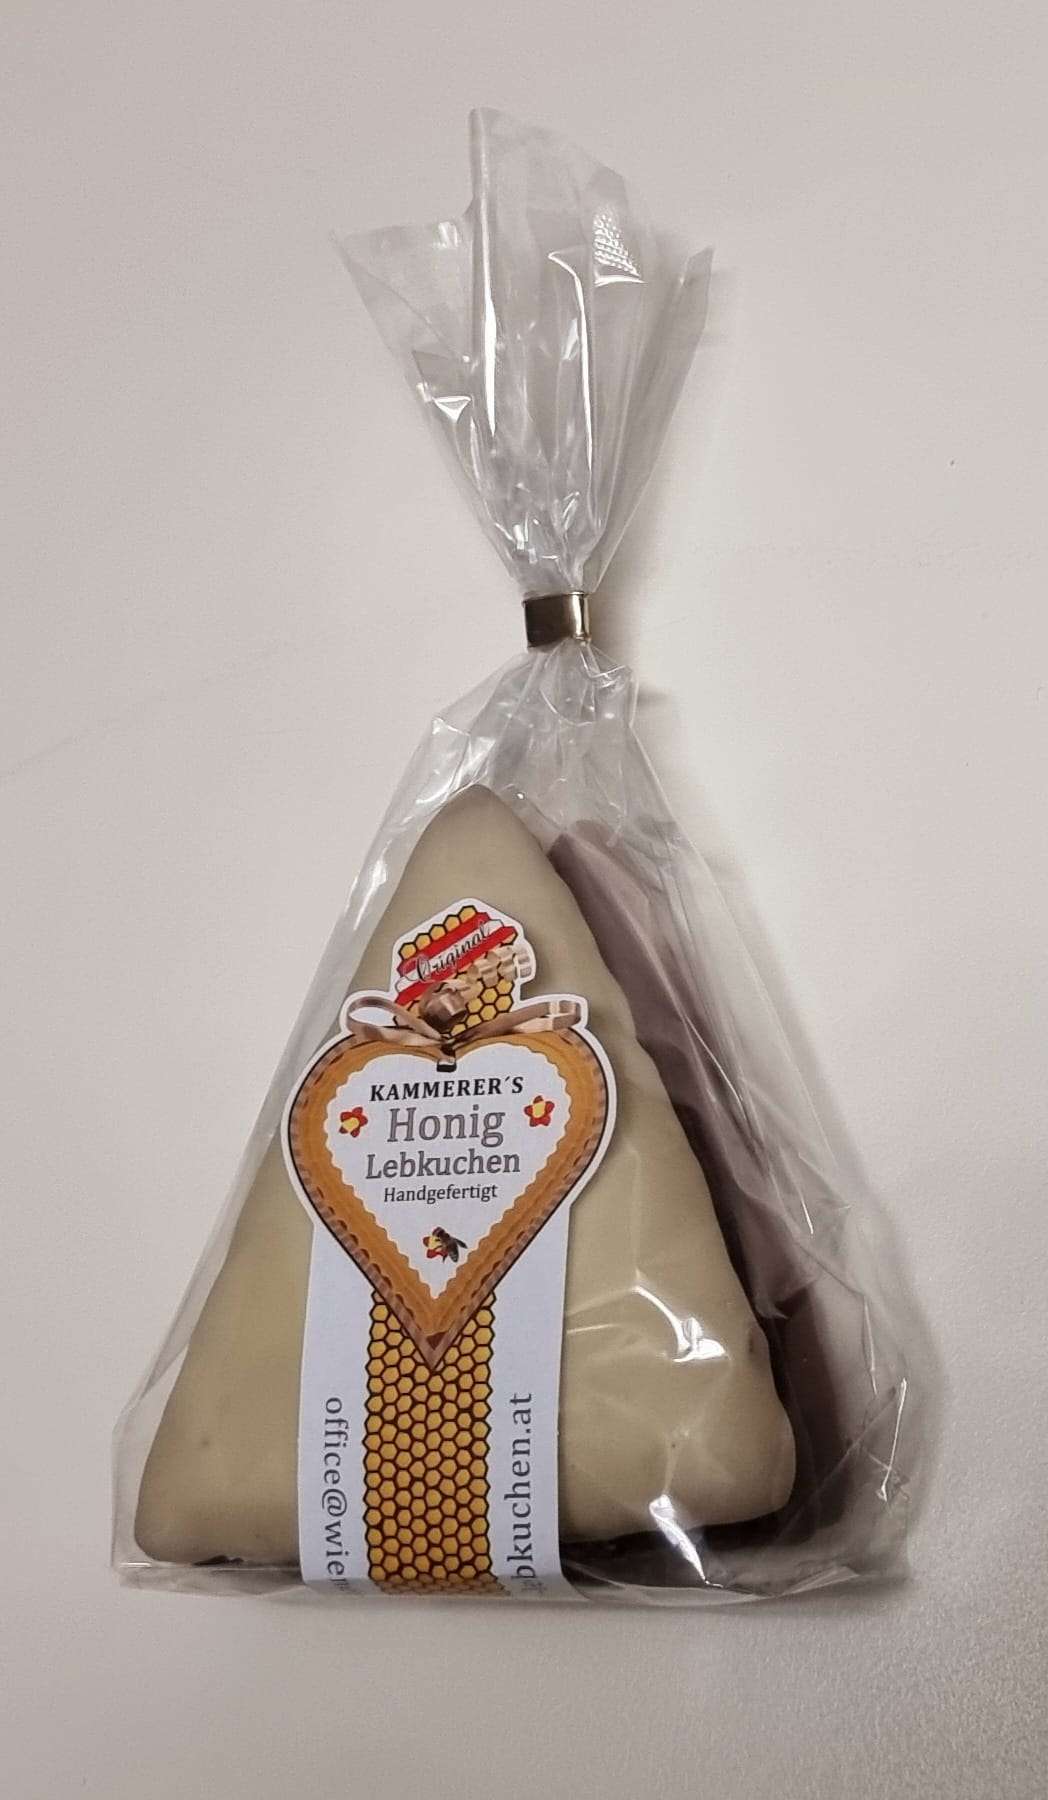 Original
KAMMERER´S
Honig
Lebkuchen
Handgefertigt
office@wie
bkuchen.at